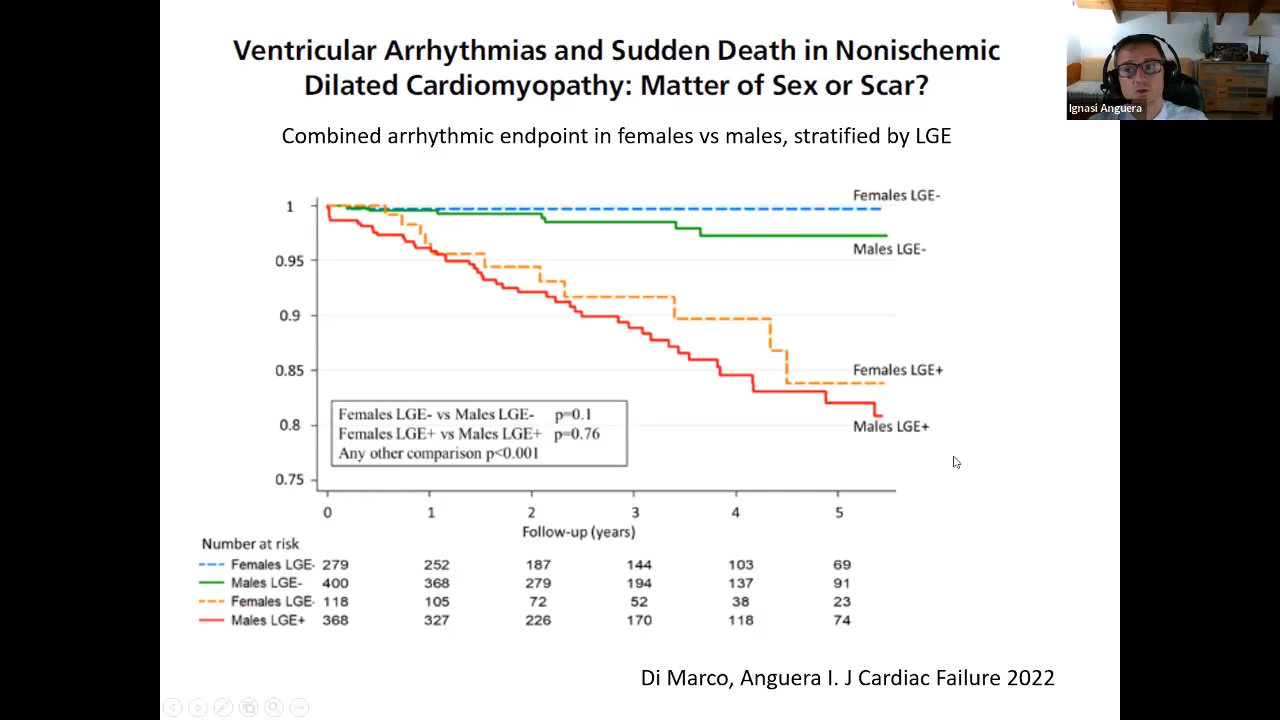 Ventricular Arrhythmias and Sudden Death in Nonischemic
Dilated Cardiomyopathy: Matter of Sex or Scar?
Ignasi Anguera
Combined arrhythmic endpoint in females vs males, stratified by LGE
Females LGE-
Males LGE-
Females LGE+
Males LGE+
1
0.95
0.9
0.85
0.8
0.75
Females LGE- vs Males LGE- p=0.1
Females LGE+ vs Males LGE+ p=0.76
Any other comparison p<0.001
0 1 2 3 4 5
Follow-up (years)
Number at risk
Females LGE- 279 252 187 144 103 69
Males LGE- 400 368 279 194 137 91
Females LGE- 118 105 72 52 38 23
Males LGE+ 368 327 226 170 118 74
Di Marco, Anguera I. J Cardiac Failure 2022